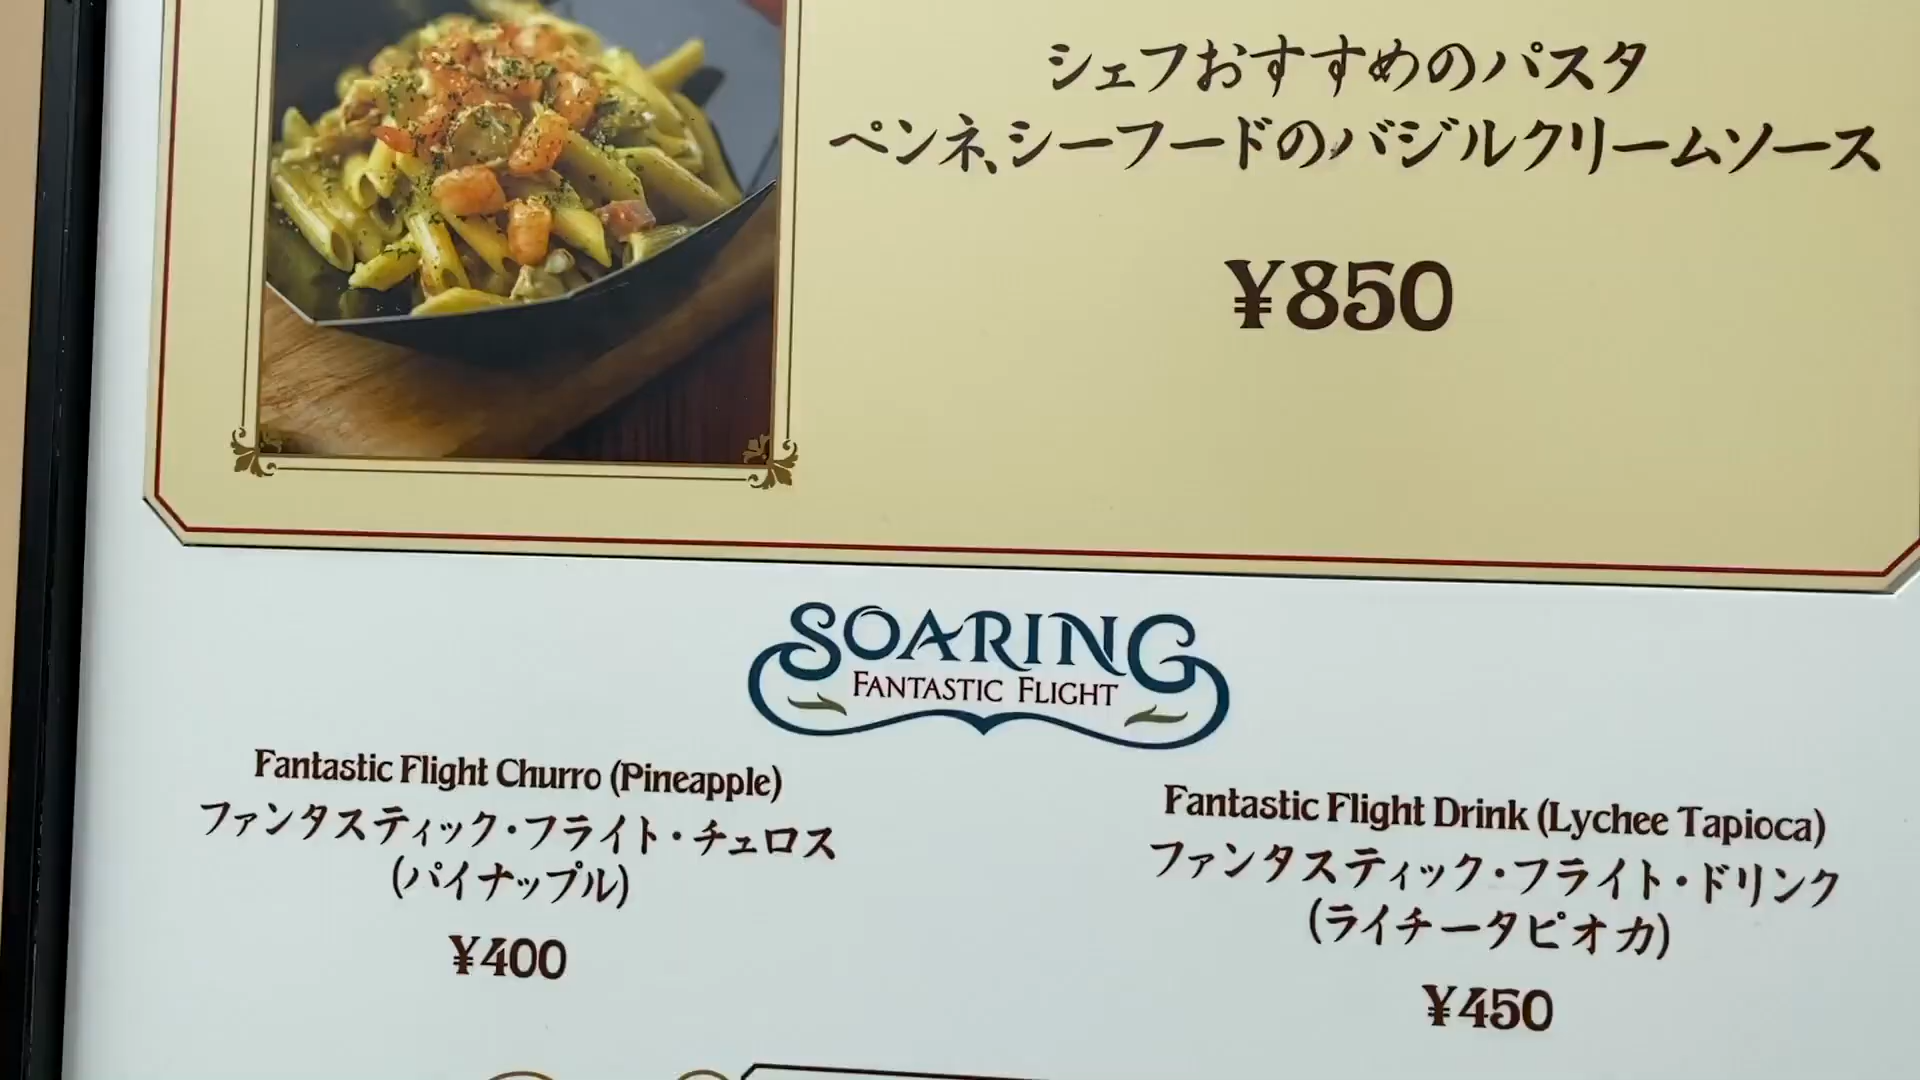 シェフおすすめのパスタ
ペンネ、シーフードのバジルクリームソース
¥850
SOARING
FANTASTIC FLIGHT
Fantastic Flight Churro (Pineapple)
ファンタスティック・フライト・チュロス
(パイナップル)
¥400
Fantastic Flight Drink (Lychee Tapioca)
ファンタスティック・フライト・ドリンク
(ライチータピオカ)
¥450